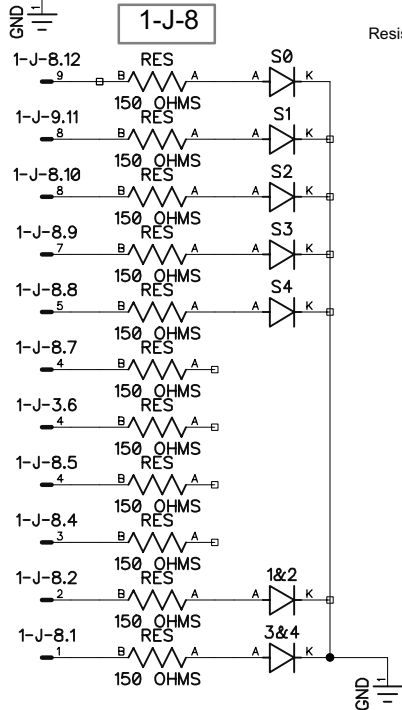 GND 1
1-J-8
Resis
1-J-8.12 RES S0
9 B A A K
150 OHMS
1-J-9.11 RES S1
8 B A A K
150 OHMS
1-J-8.10 RES S2
8 B A A K
150 OHMS
1-J-8.9 RES S3
7 B A A K
150 OHMS
1-J-8.8 RES S4
5 B A A K
150 OHMS
1-J-8.7 RES
4 B A
150 OHMS
1-J-3.6 RES
4 B A
150 OHMS
1-J-8.5 RES
4 B A
150 OHMS
1-J-8.4 RES
3 B A
150 OHMS
1-J-8.2 RES 1&2
2 B A A K
150 OHMS
1-J-8.1 RES 3&4
1 B A A K
150 OHMS
GND 1